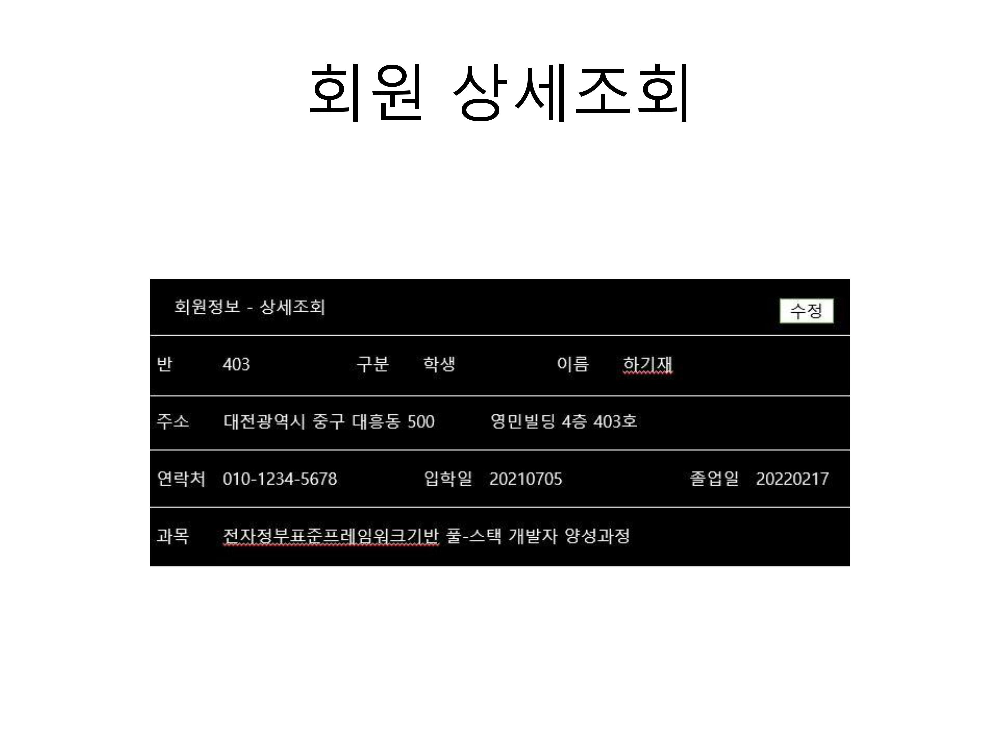 회원 상세조회
회원정보 - 상세조회 수정
반 403 구분 학생 이름 하기재
주소 대전광역시 중구 대흥동 500 영민빌딩 4층 403호
연락처 010-1234-5678 입학일 20210705 졸업일 20220217
과목 전자정부표준프레임워크기반 풀-스택 개발자 양성과정